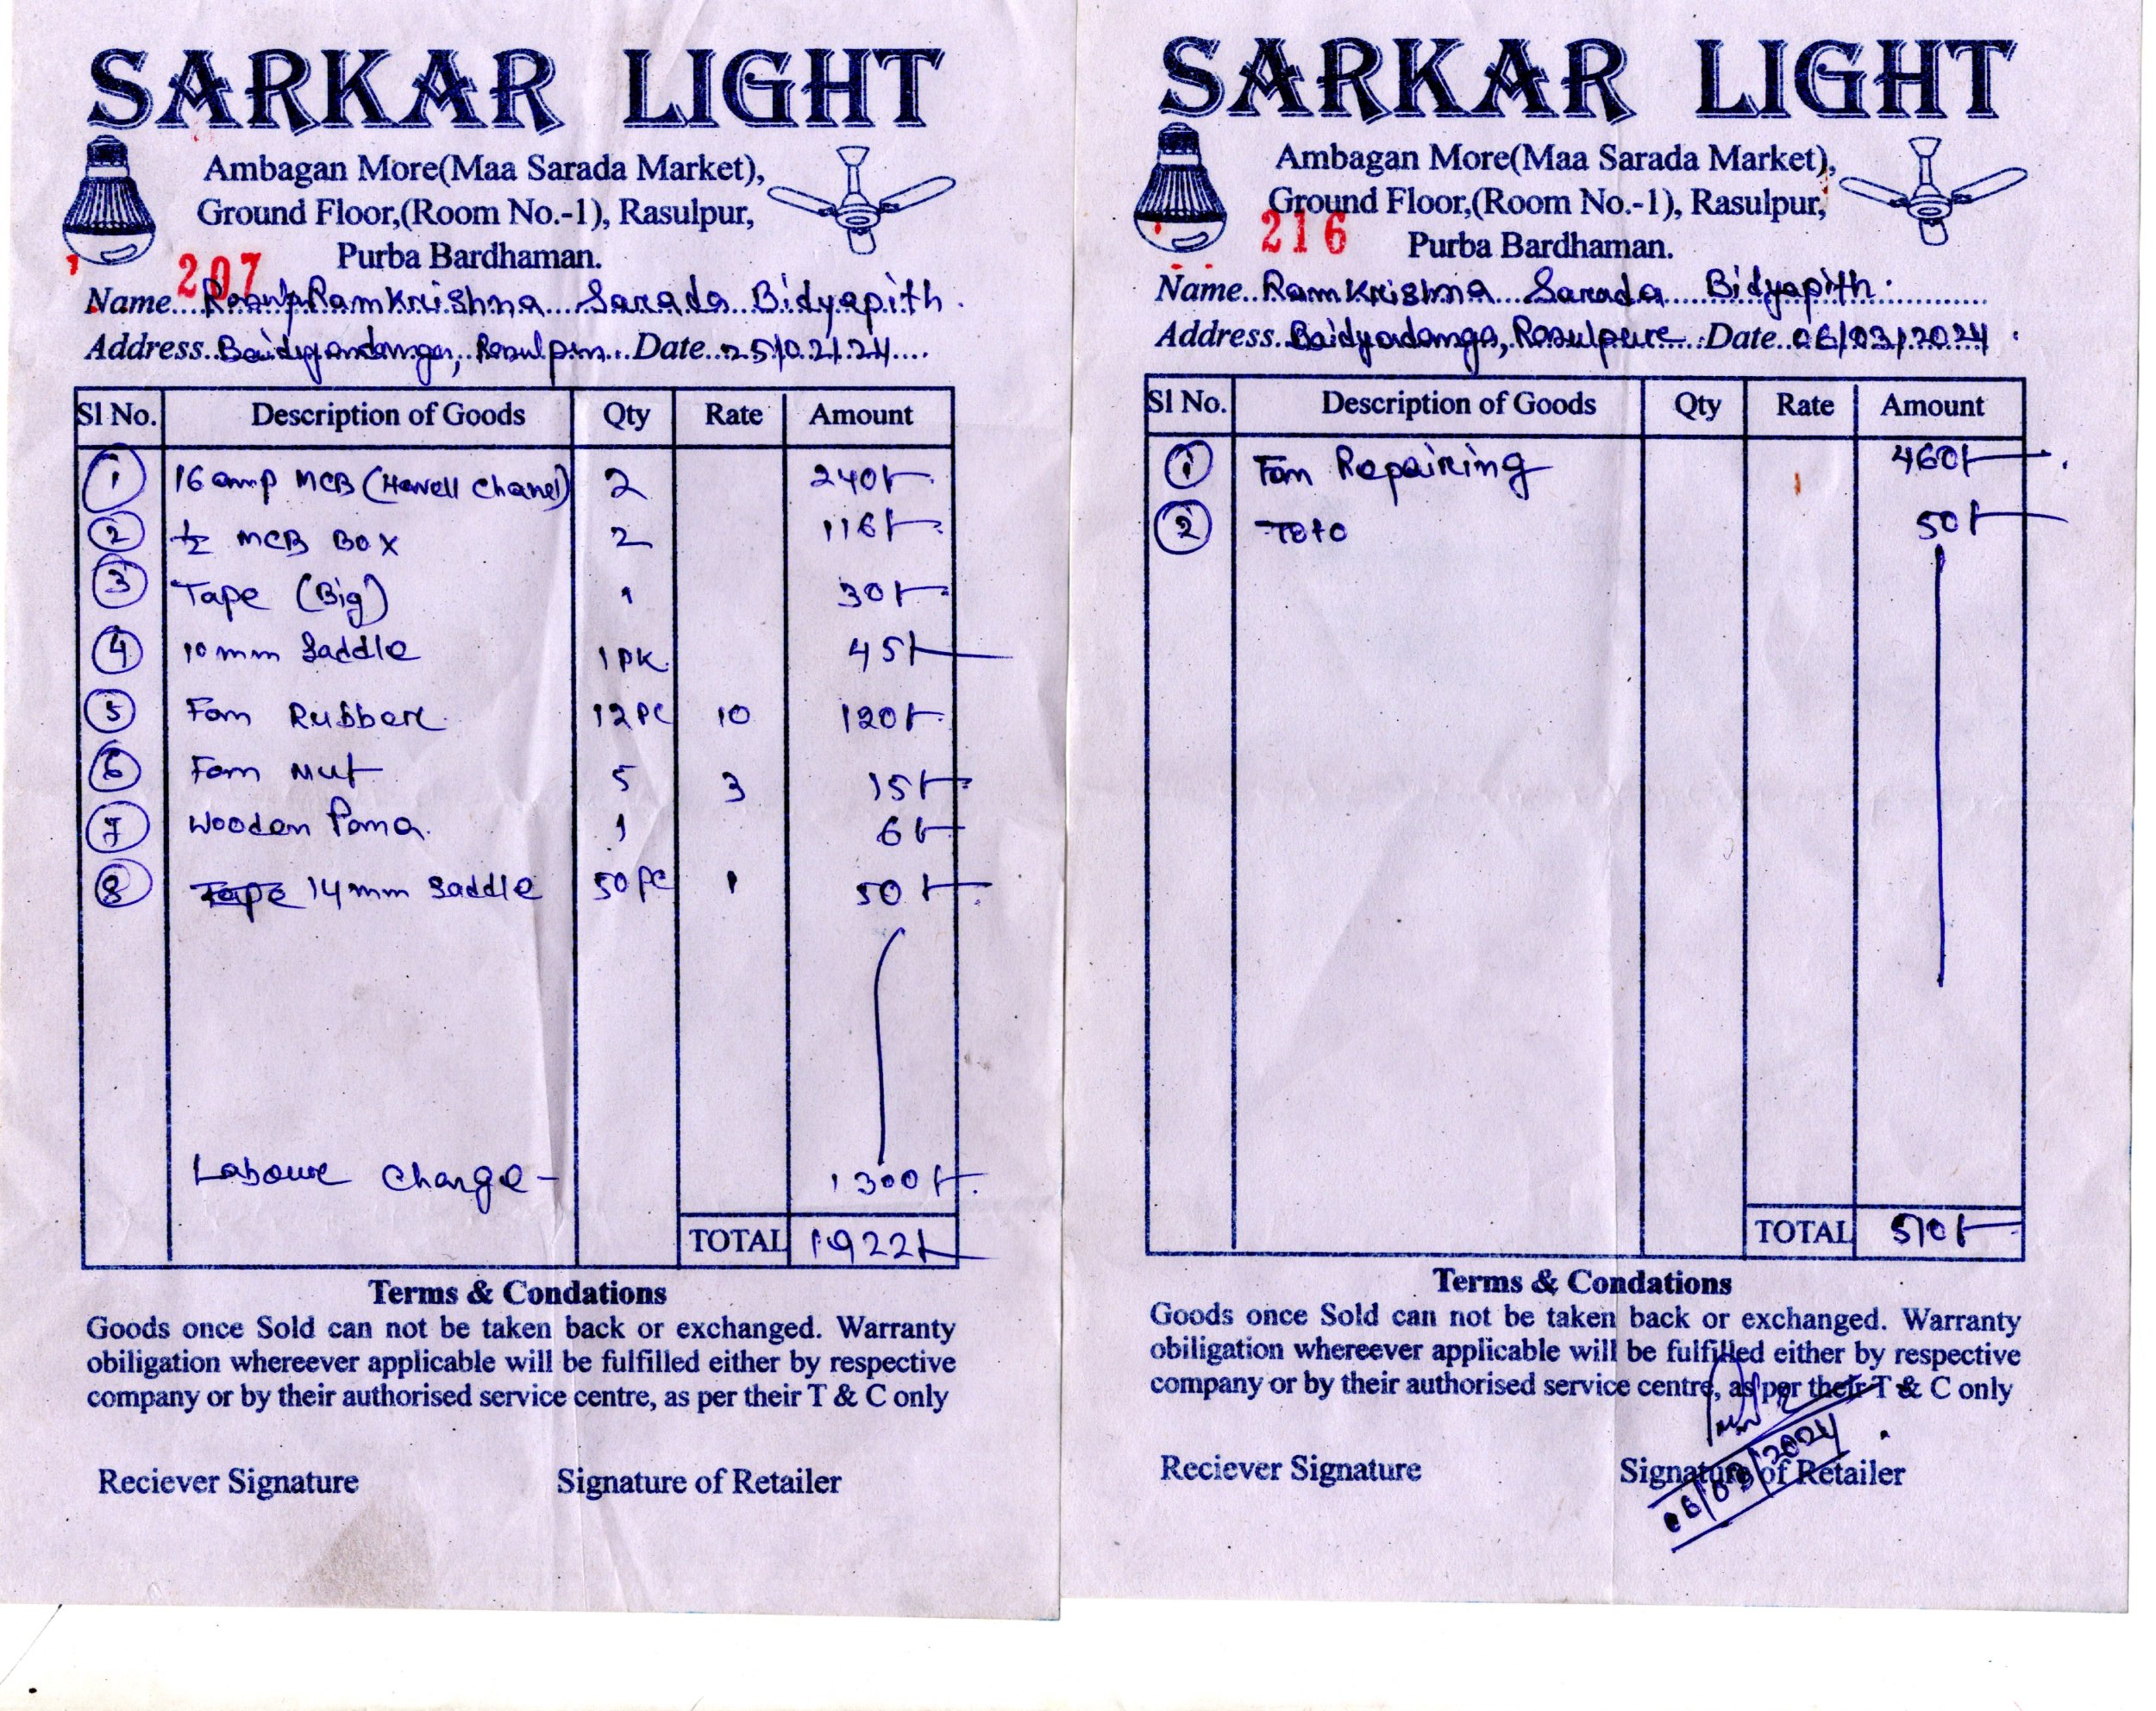 SARKAR LIGHT
Ambagan More(Maa Sarada Market),
Ground Floor,(Room No.-1), Rasulpur,
Purba Bardhaman.
207
Name... RamKrishna Sarada Bidyapith.
Address.. Baidyadanga, Rasulpur. Date..25/02/24....
Sl No. Description of Goods Qty Rate Amount
1 16 amp MCB (Havell Chanel) 2 240/-
2 1/2 MCB BOX 2 116/-
3 Tape (Big) 1 30/-
4 10 mm Saddle 1 PK. 45/-
5 Fan Rubber 12 PC 10 120/-
6 Fan Nut 5 3 15/-
7 Wooden 1 6/-
8 Tape 14 mm Saddle 50 PC 1 50/-
Laboure Charge - 1300/-
TOTAL 1922/-
Terms & Condations
Goods once Sold can not be taken back or exchanged. Warranty
obiligation whereever applicable will be fulfilled either by respective
company or by their authorised service centre, as per their T & C only
Reciever Signature Signature of Retailer
SARKAR LIGHT
Ambagan More(Maa Sarada Market),
Ground Floor,(Room No.-1), Rasulpur,
216
Purba Bardhaman.
Name.. RamKrishna Sarada Bidyapith.
Address.. Baidyadanga, Rasulpure. Date..06/03/2024
Sl No. Description of Goods Qty Rate Amount
1 Fan Repairing 460/-
2 Toto 50/-
TOTAL 510/-
Terms & Condations
Goods once Sold can not be taken back or exchanged. Warranty
obiligation whereever applicable will be fulfilled either by respective
company or by their authorised service centre, as per their T & C only
Reciever Signature Signature of Retailer
06/03/2024